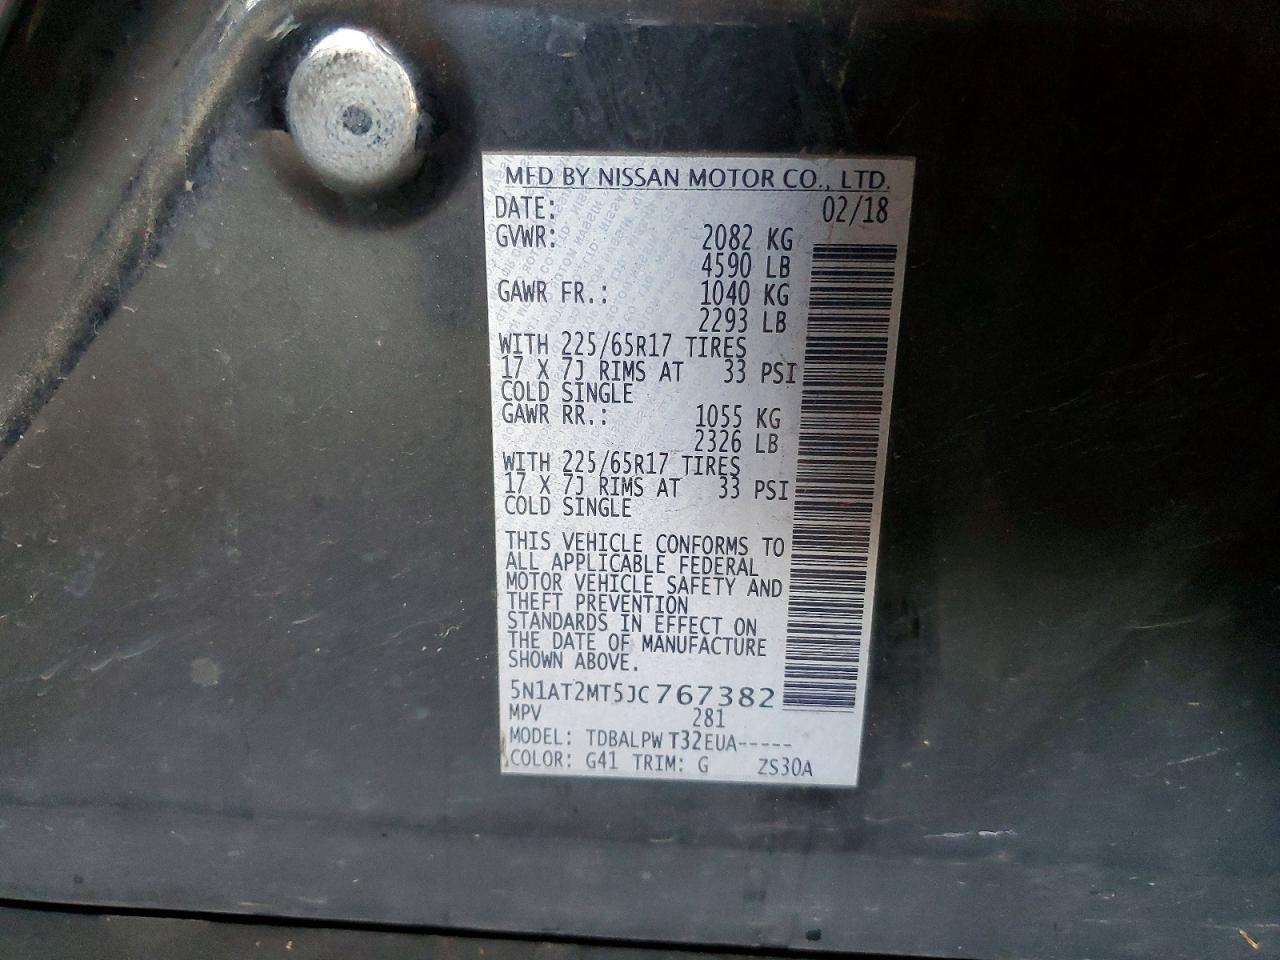 MFD BY NISSAN MOTOR CO., LTD.
DATE: 02/18
GVWR: 2082 KG
4590 LB
GAWR FR.: 1040 KG
2293 LB
WITH 225/65R17 TIRES
17 X 7J RIMS AT 33 PSI
COLD SINGLE
GAWR RR.: 1055 KG
2326 LB
WITH 225/65R17 TIRES
17 X 7J RIMS AT 33 PSI
COLD SINGLE
THIS VEHICLE CONFORMS TO
ALL APPLICABLE FEDERAL
MOTOR VEHICLE SAFETY AND
THEFT PREVENTION
STANDARDS IN EFFECT ON
THE DATE OF MANUFACTURE
SHOWN ABOVE.
5N1AT2MT5JC767382
MPV 281
MODEL: TDBALPW T32EUA-----
COLOR: G41 TRIM: G ZS30A